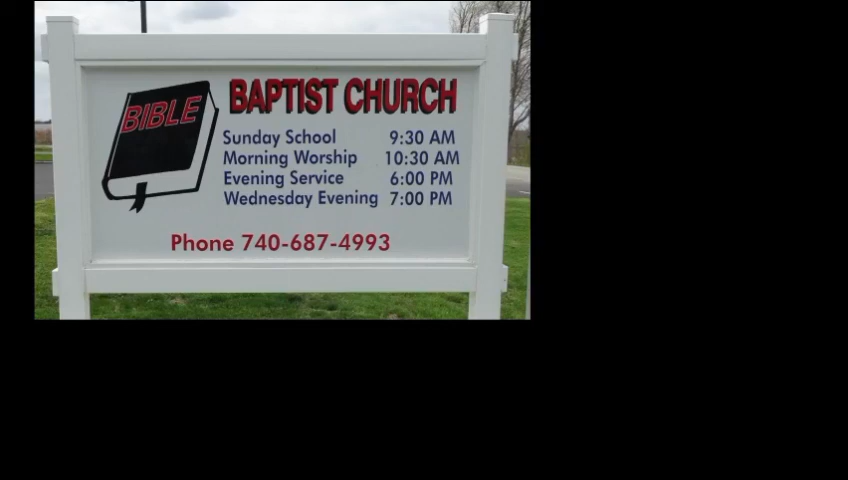 BIBLE
BAPTIST CHURCH
Sunday School 9:30 AM
Morning Worship 10:30 AM
Evening Service 6:00 PM
Wednesday Evening 7:00 PM
Phone 740-687-4993